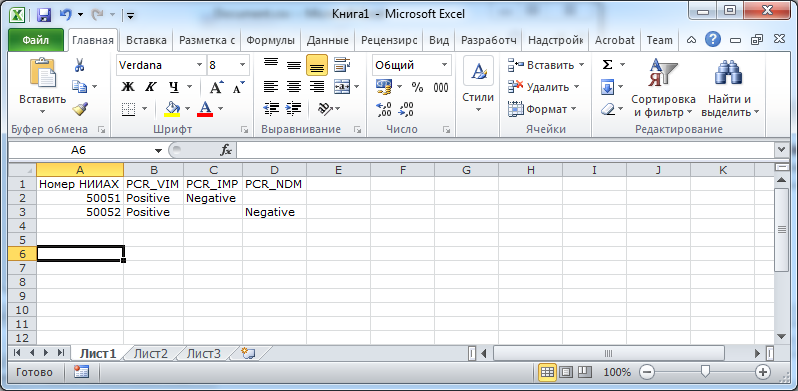 Книга1 - Microsoft Excel
Файл Главная Вставка Разметка с Формулы Данные Рецензирс Вид Разработч Надстройк Acrobat Team
Вставить
Буфер обмена
Verdana 8
Ж К Ч
Шрифт
Выравнивание
Общий
% 000
Число
Стили
Вставить
Удалить
Формат
Ячейки
Σ
Сортировка и фильтр
Найти и выделить
Редактирование
A6 fx
A B C D E F G H I J K
1 Номер НИИАХ PCR_VIM PCR_IMP PCR_NDM
2 50051 Positive Negative
3 50052 Positive Negative
4
5
6
7
8
9
10
11
12
Лист1 Лист2 Лист3
Готово 100%